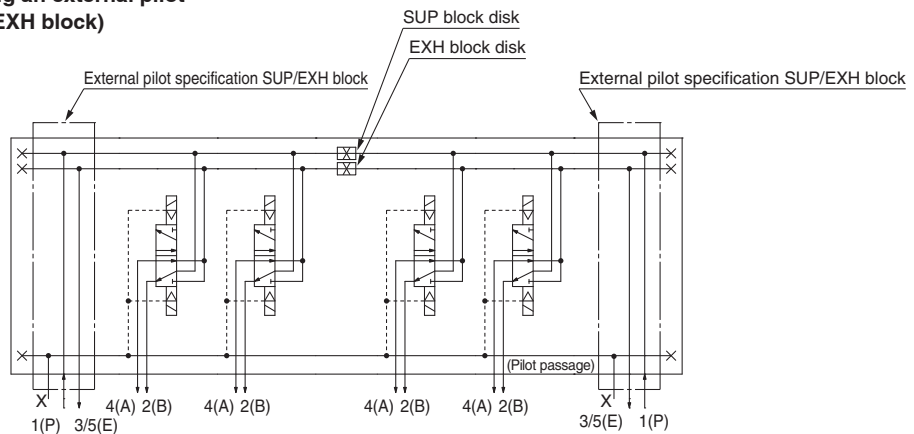 g an external pilot
EXH block)
SUP block disk
EXH block disk
External pilot specification SUP/EXH block
External pilot specification SUP/EXH block
(Pilot passage)
X
1(P)
3/5(E)
4(A) 2(B)
4(A) 2(B)
4(A) 2(B)
4(A) 2(B)
X
3/5(E)
1(P)